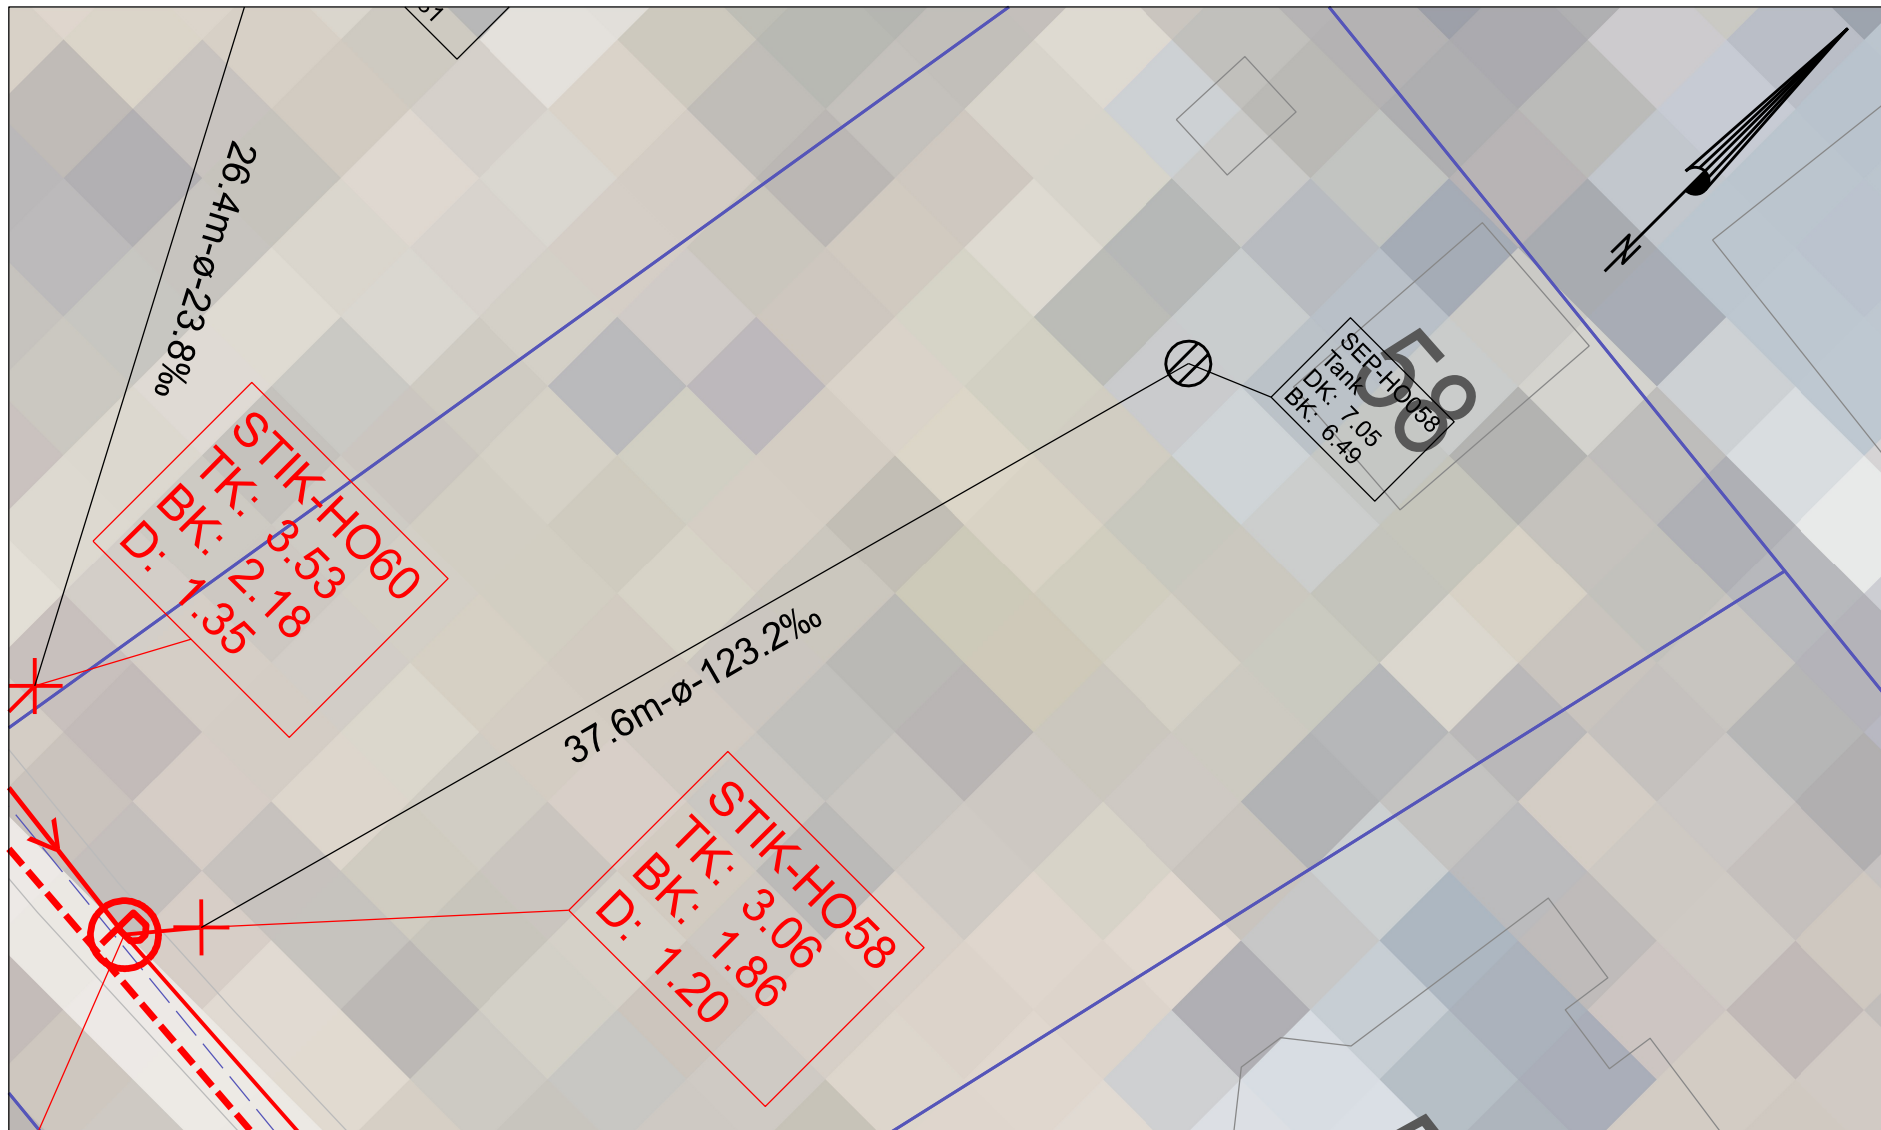 26.4m-ø-23.8‰
N
58
SEP-HO058
Tank
DK: 7.05
BK: 6.49
STIK-HO60
TK: 3.53
BK: 2.18
D: 1.35
37.6m-ø-123.2‰
STIK-HO58
TK: 3.06
BK: 1.86
D: 1.20
P